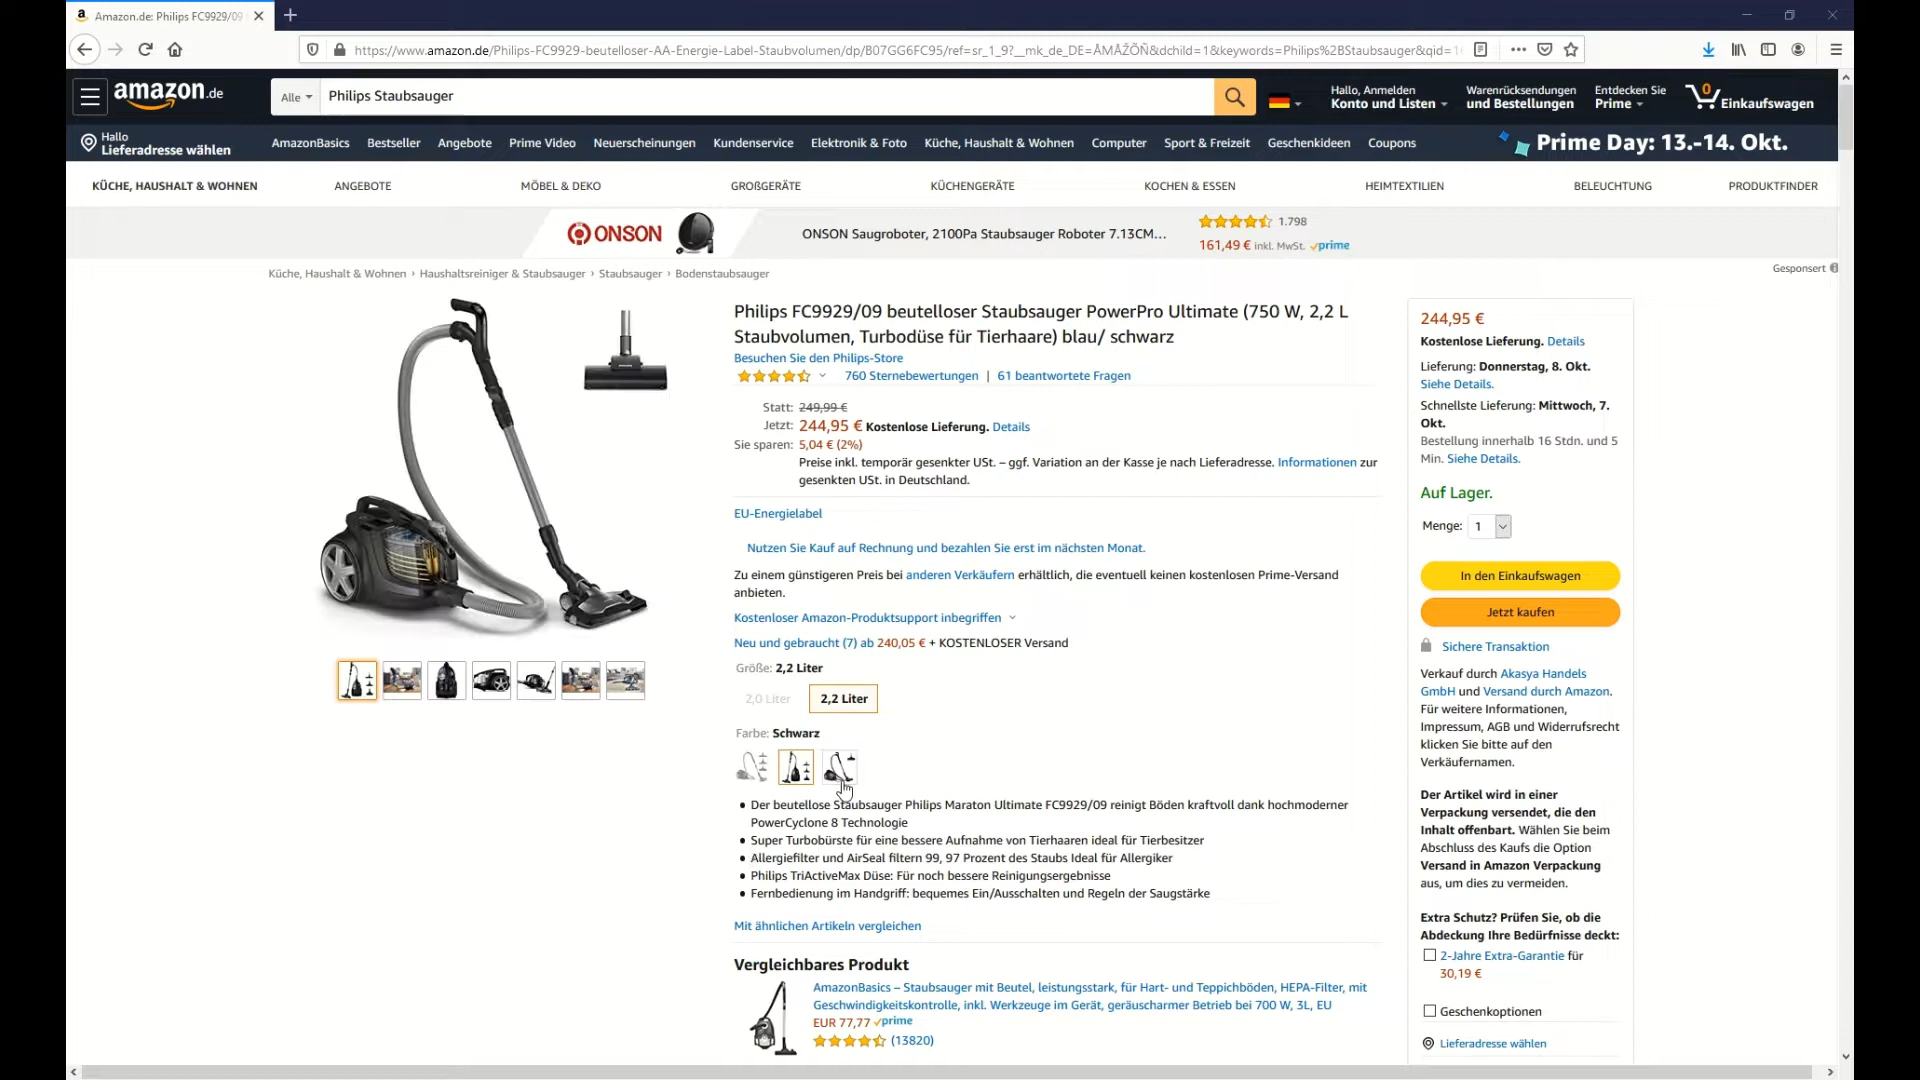 Amazon.de: Philips FC9929/09
https://www.amazon.de/Philips-FC9929-beutelloser-AA-Energie-Label-Staubvolumen/dp/B07GG6FC95/ref=sr_1_9?__mk_de_DE=ÅMÅŽÕÑ&dchild=1&keywords=Philips%2BStaubsauger&qid=1
amazon.de
Alle
Philips Staubsauger
Hallo, Anmelden
Konto und Listen
Warenrücksendungen
und Bestellungen
Entdecken Sie
Prime
0
Einkaufswagen
Hallo
Lieferadresse wählen
AmazonBasics Bestseller Angebote Prime Video Neuerscheinungen Kundenservice Elektronik & Foto Küche, Haushalt & Wohnen Computer Sport & Freizeit Geschenkideen Coupons
Prime Day: 13.-14. Okt.
KÜCHE, HAUSHALT & WOHNEN ANGEBOTE MÖBEL & DEKO GROßGERÄTE KÜCHENGERÄTE KOCHEN & ESSEN HEIMTEXTILIEN BELEUCHTUNG PRODUKTFINDER
ONSON
ONSON Saugroboter, 2100Pa Staubsauger Roboter 7.13CM...
1.798
161,49 € inkl. MwSt. prime
Gesponsert
Küche, Haushalt & Wohnen › Haushaltsreiniger & Staubsauger › Staubsauger › Bodenstaubsauger
Philips FC9929/09 beutelloser Staubsauger PowerPro Ultimate (750 W, 2,2 L
Staubvolumen, Turbodüse für Tierhaare) blau/ schwarz
Besuchen Sie den Philips-Store
760 Sternebewertungen | 61 beantwortete Fragen
Statt: 249,99 €
Jetzt: 244,95 € Kostenlose Lieferung. Details
Sie sparen: 5,04 € (2%)
Preise inkl. temporär gesenkter USt. – ggf. Variation an der Kasse je nach Lieferadresse. Informationen zur
gesenkten USt. in Deutschland.
EU-Energielabel
Nutzen Sie Kauf auf Rechnung und bezahlen Sie erst im nächsten Monat.
Zu einem günstigeren Preis bei anderen Verkäufern erhältlich, die eventuell keinen kostenlosen Prime-Versand
anbieten.
Kostenloser Amazon-Produktsupport inbegriffen
Neu und gebraucht (7) ab 240,05 € + KOSTENLOSER Versand
Größe: 2,2 Liter
2,0 Liter
2,2 Liter
Farbe: Schwarz
• Der beutellose Staubsauger Philips Maraton Ultimate FC9929/09 reinigt Böden kraftvoll dank hochmoderner
PowerCyclone 8 Technologie
• Super Turbobürste für eine bessere Aufnahme von Tierhaaren ideal für Tierbesitzer
• Allergiefilter und AirSeal filtern 99, 97 Prozent des Staubs Ideal für Allergiker
• Philips TriActiveMax Düse: Für noch bessere Reinigungsergebnisse
• Fernbedienung im Handgriff: bequemes Ein/Ausschalten und Regeln der Saugstärke
Mit ähnlichen Artikeln vergleichen
Vergleichbares Produkt
AmazonBasics – Staubsauger mit Beutel, leistungsstark, für Hart- und Teppichböden, HEPA-Filter, mit
Geschwindigkeitskontrolle, inkl. Werkzeuge im Gerät, geräuscharmer Betrieb bei 700 W, 3L, EU
EUR 77,77 prime
(13820)
244,95 €
Kostenlose Lieferung. Details
Lieferung: Donnerstag, 8. Okt.
Siehe Details.
Schnellste Lieferung: Mittwoch, 7.
Okt.
Bestellung innerhalb 16 Stdn. und 5
Min. Siehe Details.
Auf Lager.
Menge: 1
In den Einkaufswagen
Jetzt kaufen
Sichere Transaktion
Verkauf durch Akasya Handels
GmbH und Versand durch Amazon.
Für weitere Informationen,
Impressum, AGB und Widerrufsrecht
klicken Sie bitte auf den
Verkäufernamen.
Der Artikel wird in einer
Verpackung versendet, die den
Inhalt offenbart. Wählen Sie beim
Abschluss des Kaufs die Option
Versand in Amazon Verpackung
aus, um dies zu vermeiden.
Extra Schutz? Prüfen Sie, ob die
Abdeckung Ihre Bedürfnisse deckt:
2-Jahre Extra-Garantie für
30,19 €
Geschenkoptionen
Lieferadresse wählen